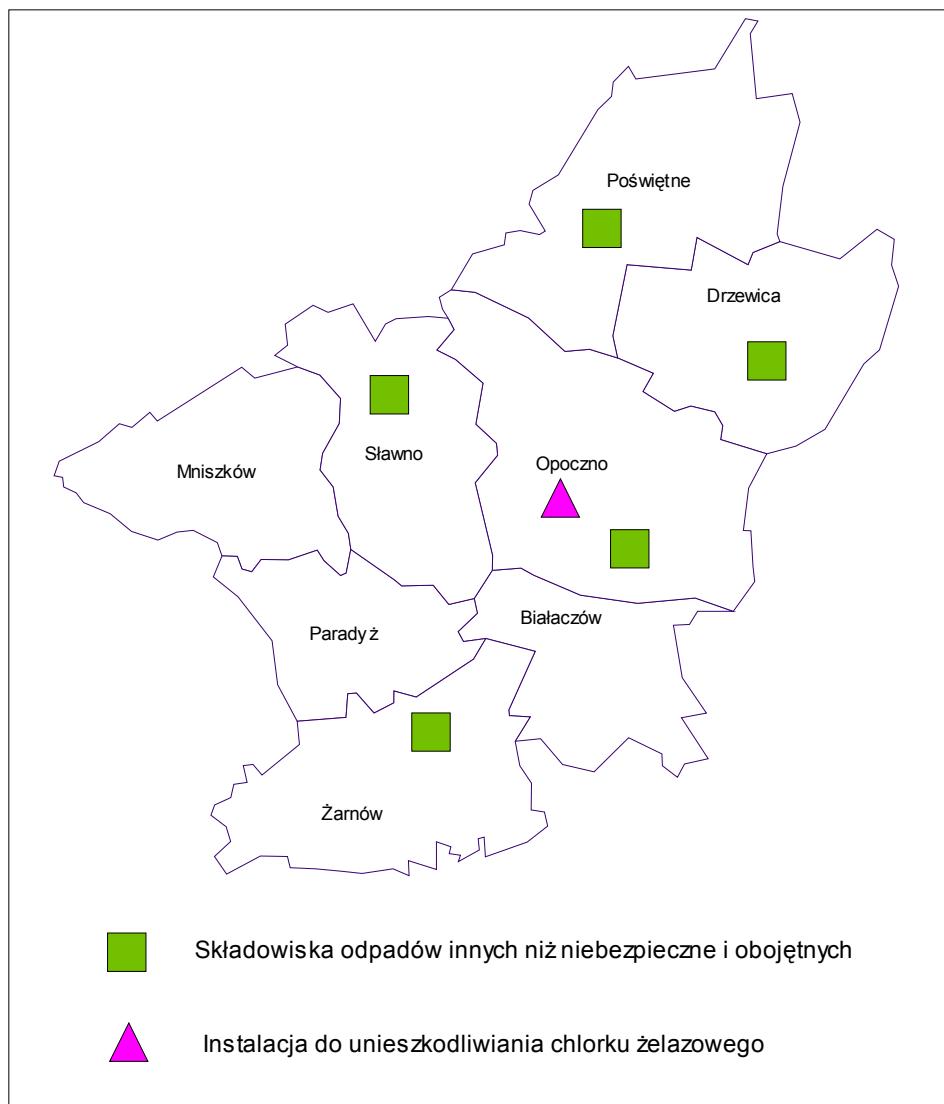 Poświętne
Drzewica
Sławno
Mniszków
Opoczno
Białaczów
Paradyż
Żarnów
Składowiska odpadów innych niż niebezpieczne i obojętnych
Instalacja do unieszkodliwiania chlorku żelazowego